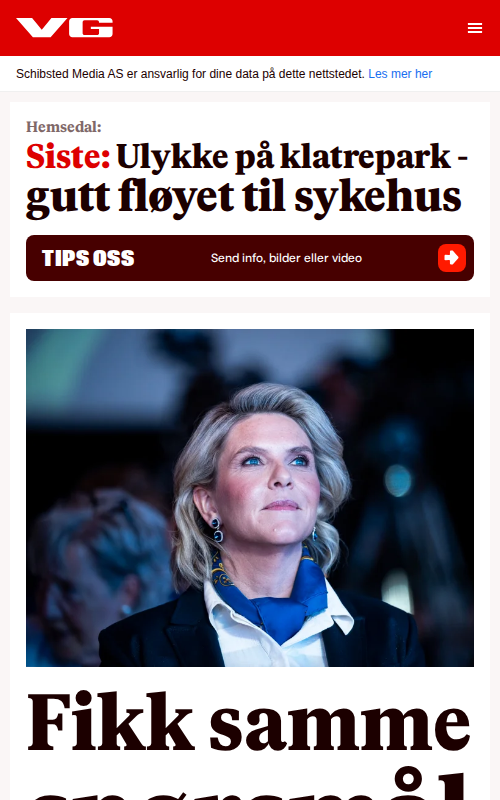 VG
Schibsted Media AS er ansvarlig for dine data på dette nettstedet. Les mer her
Hemsedal:
Siste: Ulykke på klatrepark -
gutt fløyet til sykehus
TIPS OSS
Send info, bilder eller video
Fikk samme